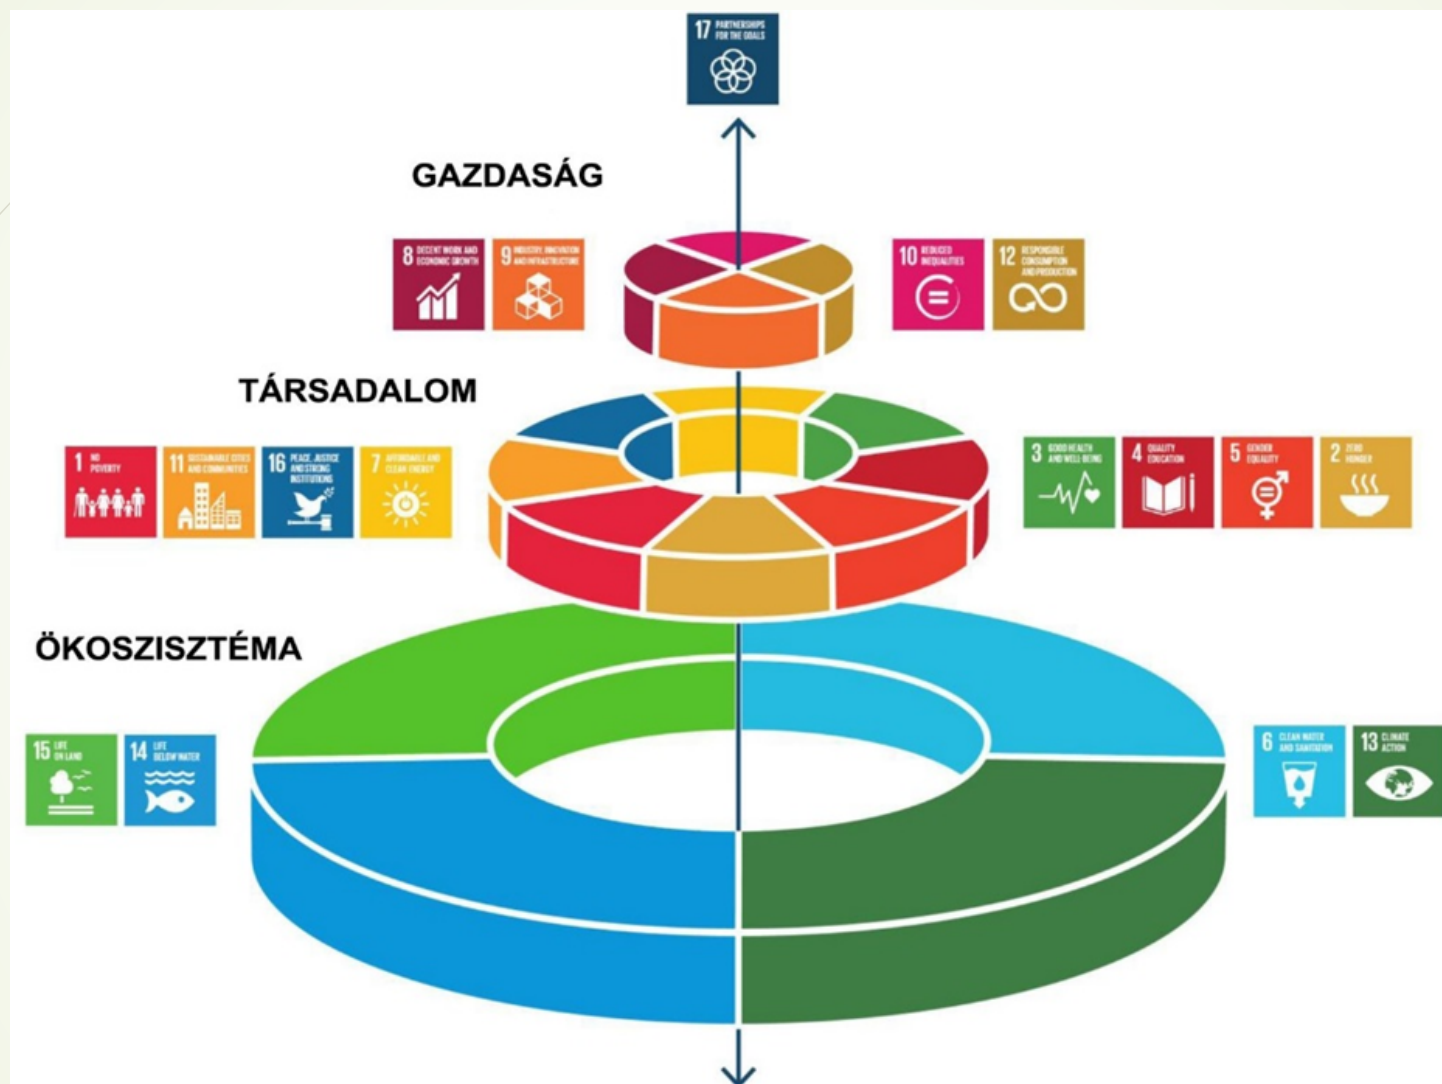 17 PARTNERSHIPS
FOR THE GOALS
GAZDASÁG
8 DECENT WORK AND
ECONOMIC GROWTH
9 INDUSTRY, INNOVATION
AND INFRASTRUCTURE
10 REDUCED
INEQUALITIES
12 RESPONSIBLE
CONSUMPTION
AND PRODUCTION
TÁRSADALOM
1 NO
POVERTY
11 SUSTAINABLE CITIES
AND COMMUNITIES
16 PEACE, JUSTICE
AND STRONG
INSTITUTIONS
7 AFFORDABLE AND
CLEAN ENERGY
3 GOOD HEALTH
AND WELL-BEING
4 QUALITY
EDUCATION
5 GENDER
EQUALITY
2 ZERO
HUNGER
ÖKOSZISZTÉMA
15 LIFE
ON LAND
14 LIFE
BELOW WATER
6 CLEAN WATER
AND SANITATION
13 CLIMATE
ACTION